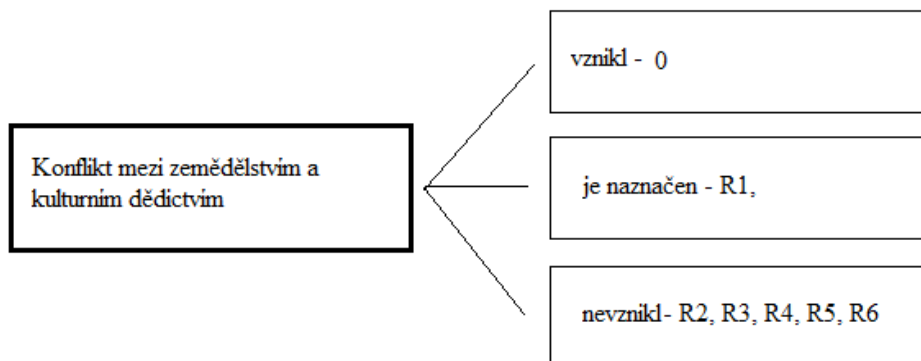 vznikl - 0
Konflikt mezi zemědělstvím a
kulturním dědictvím
je naznačen - R1,
nevznikl- R2, R3, R4, R5, R6